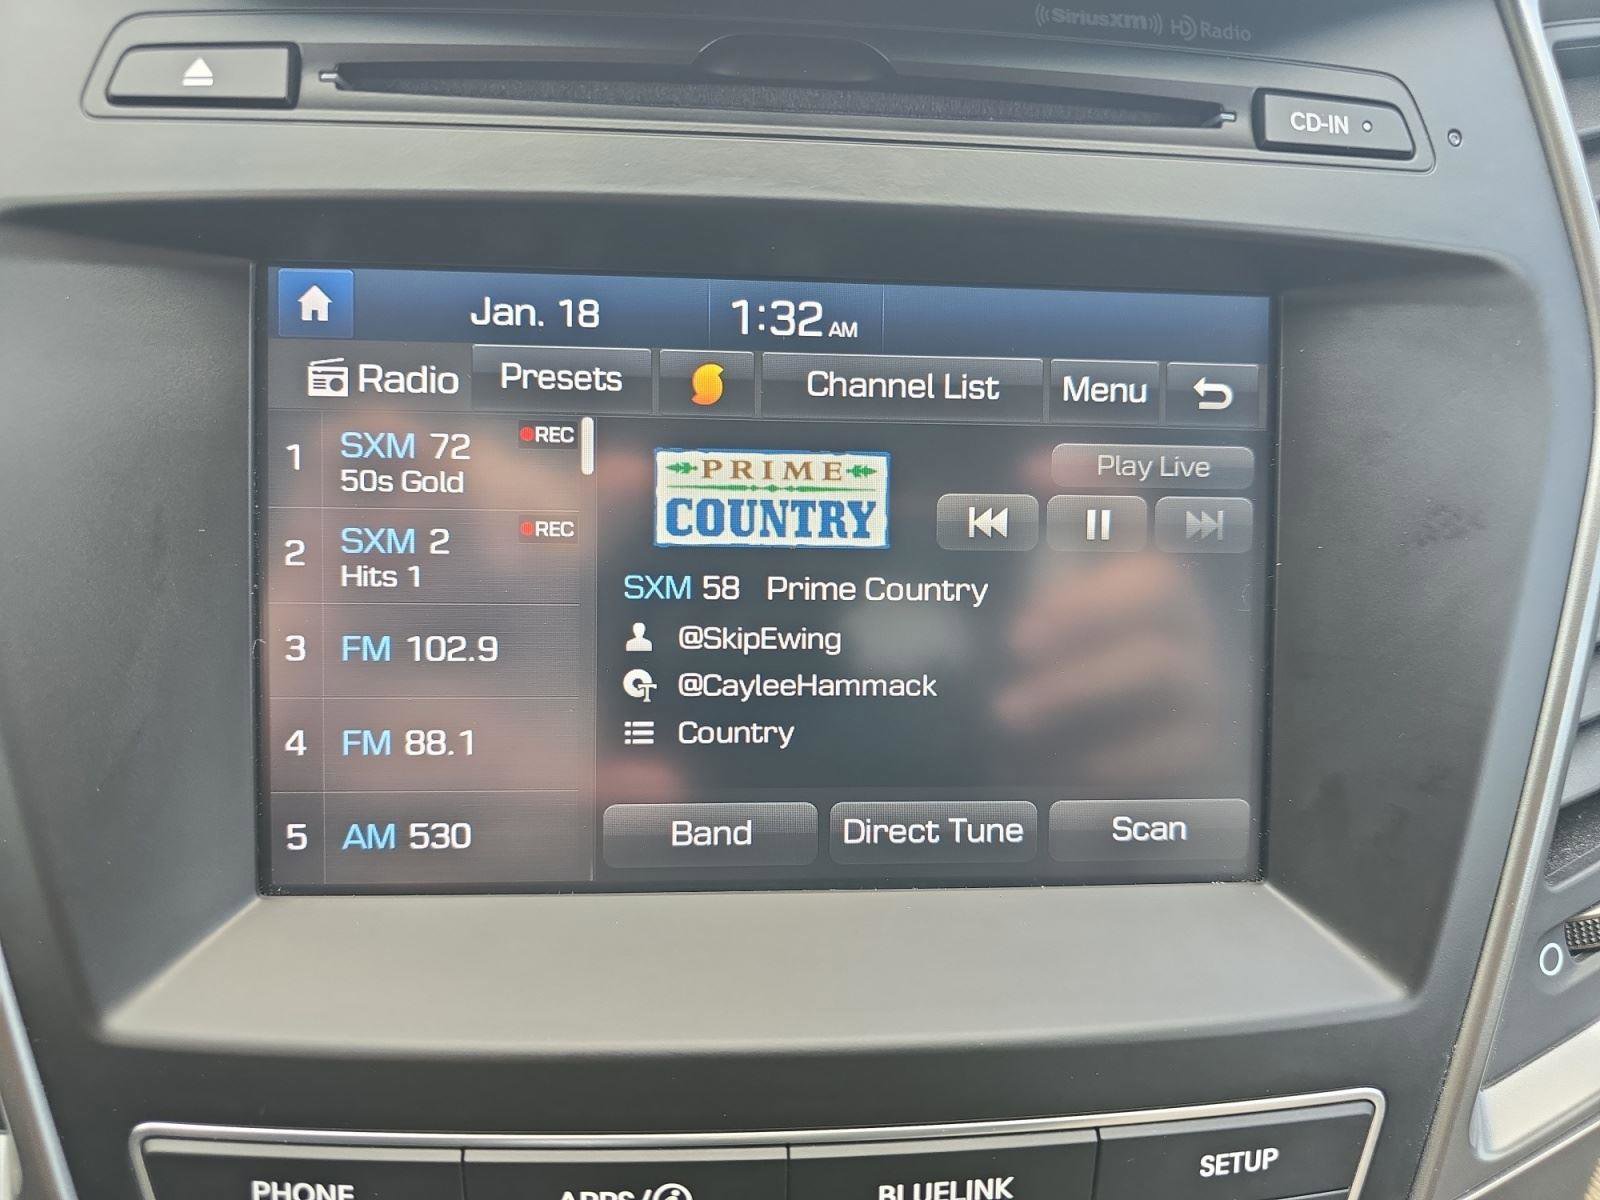 SiriusXM HD Radio
CD-IN
Jan. 18 1:32 AM
Radio Presets Channel List Menu
1 SXM 72 REC
50s Gold
2 SXM 2 REC
Hits 1
3 FM 102.9
4 FM 88.1
5 AM 530
PRIME
COUNTRY
Play Live
SXM 58 Prime Country
@SkipEwing
@CayleeHammack
Country
Band Direct Tune Scan
PHONE APPS/i BLUELINK SETUP